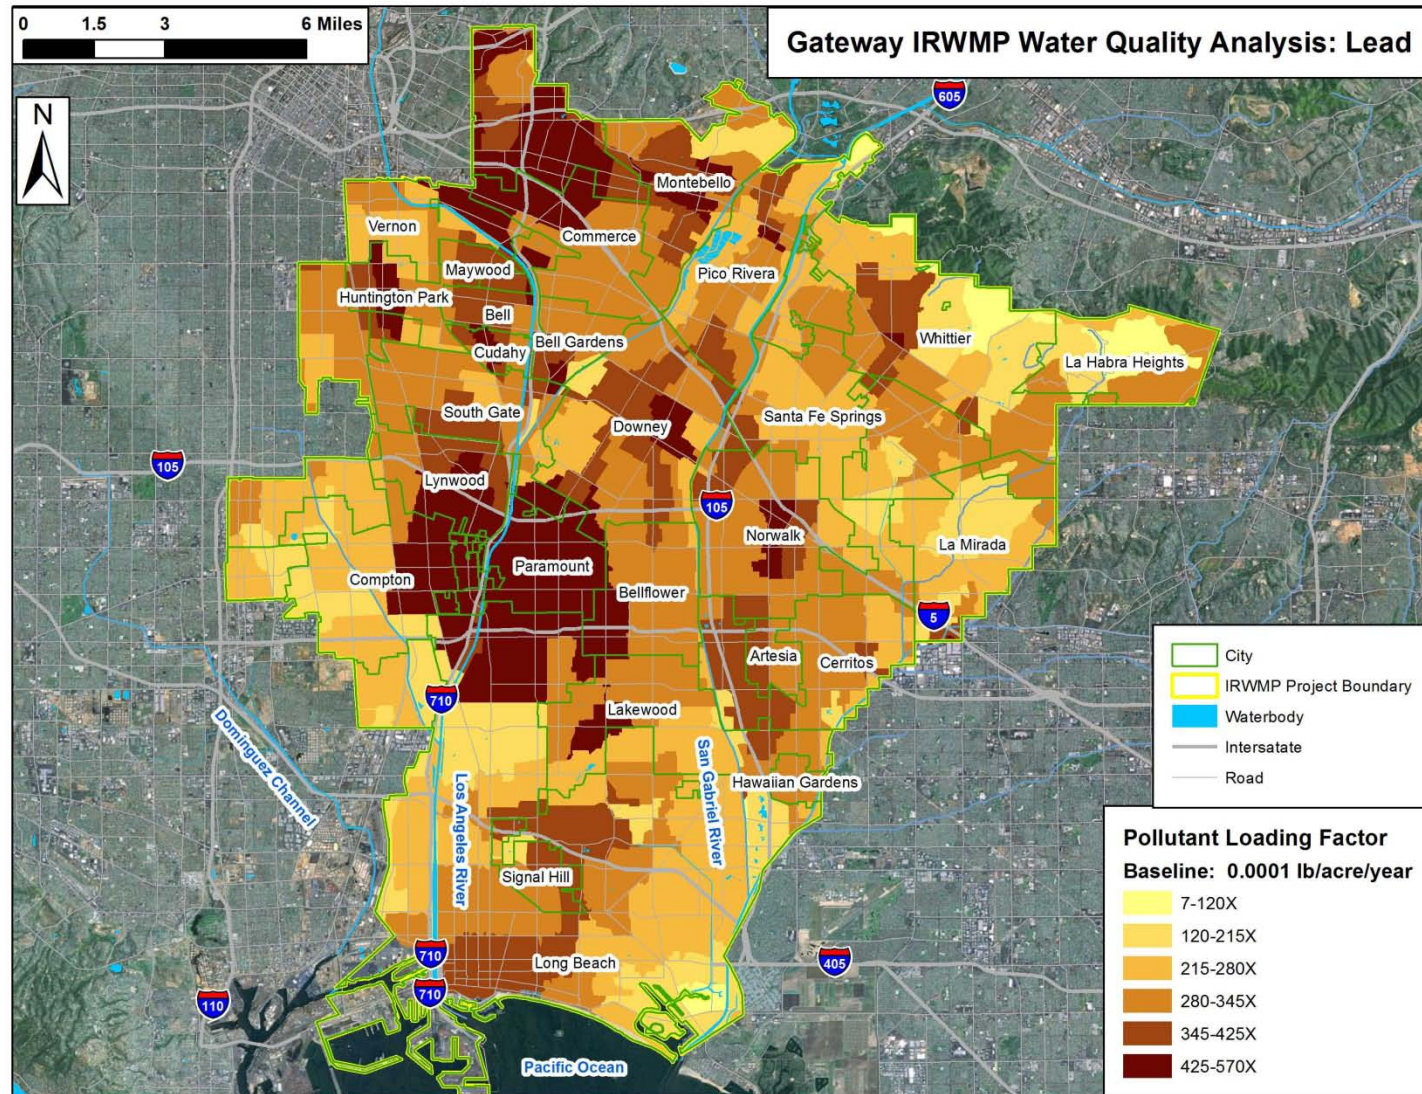 0 1.5 3 6 Miles
Gateway IRWMP Water Quality Analysis: Lead
N
605
Montebello
Vernon
Commerce
Maywood
Pico Rivera
Huntington Park
Bell
Bell Gardens
Whittier
Cudahy
La Habra Heights
South Gate
Santa Fe Springs
Downey
105
Lynwood
105
Norwalk
La Mirada
Paramount
Compton
Bellflower
5
Artesia
Cerritos
710
Lakewood
Dominguez Channel
Los Angeles River
San Gabriel River
Hawaiian Gardens
Signal Hill
710
Long Beach
405
710
110
Pacific Ocean
City
IRWMP Project Boundary
Waterbody
Intersatate
Road
Pollutant Loading Factor
Baseline: 0.0001 lb/acre/year
7-120X
120-215X
215-280X
280-345X
345-425X
425-570X